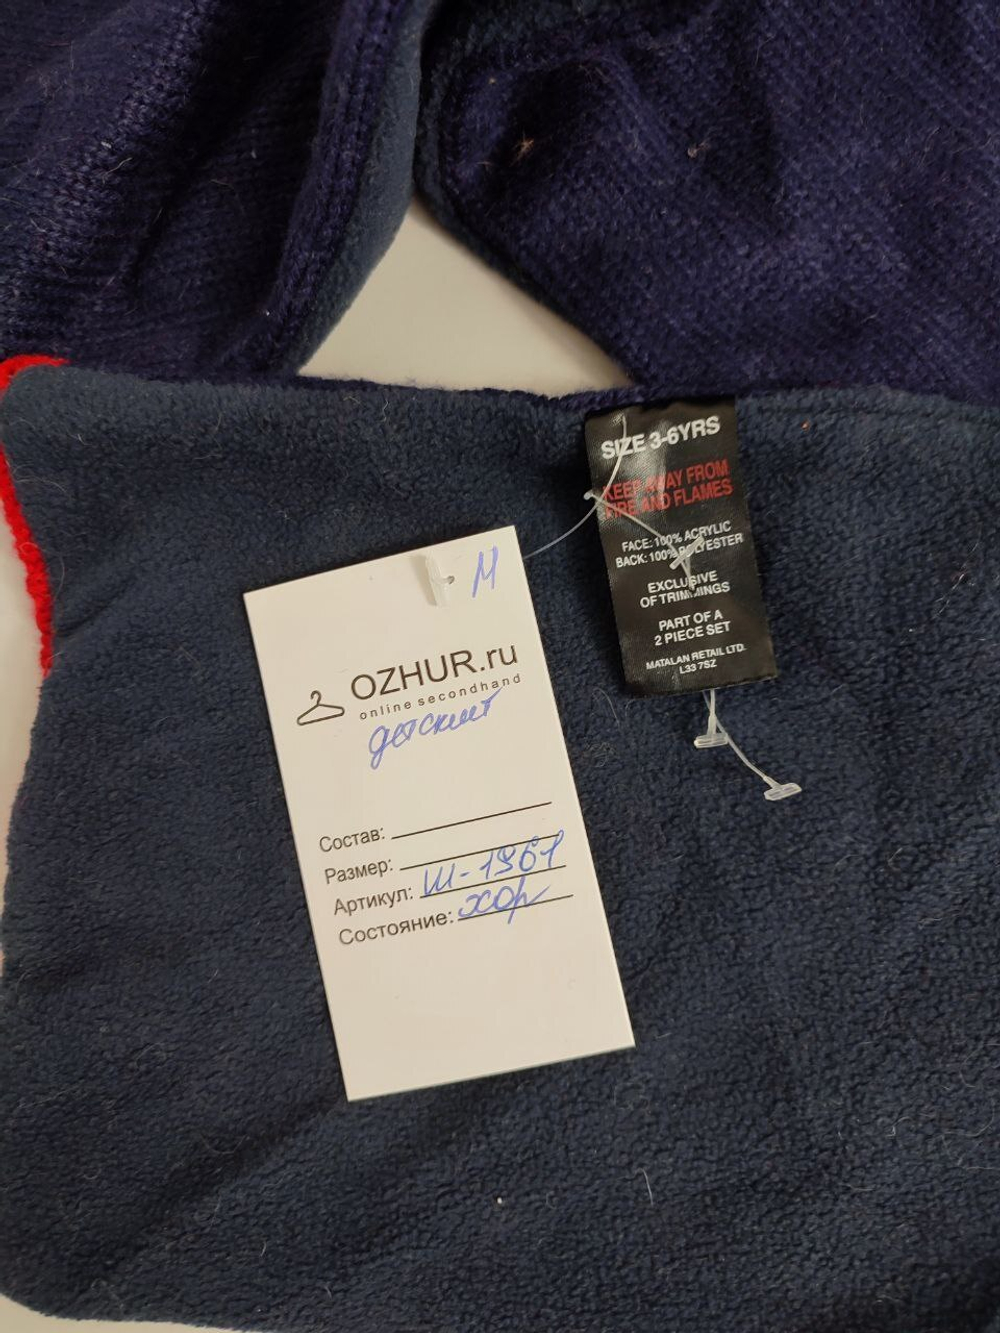 SIZE 3-6YRS
KEEP AWAY FROM
FIRE AND FLAMES
FACE: 100% ACRYLIC
BACK: 100% POLYESTER
EXCLUSIVE
OF TRIMMINGS
PART OF A
2 PIECE SET
MATALAN RETAIL LTD.
L33 7SZ
М
OZHUR.ru
online secondhand
детский
Состав:
Размер:
Артикул: Ш-1961
Состояние: хор